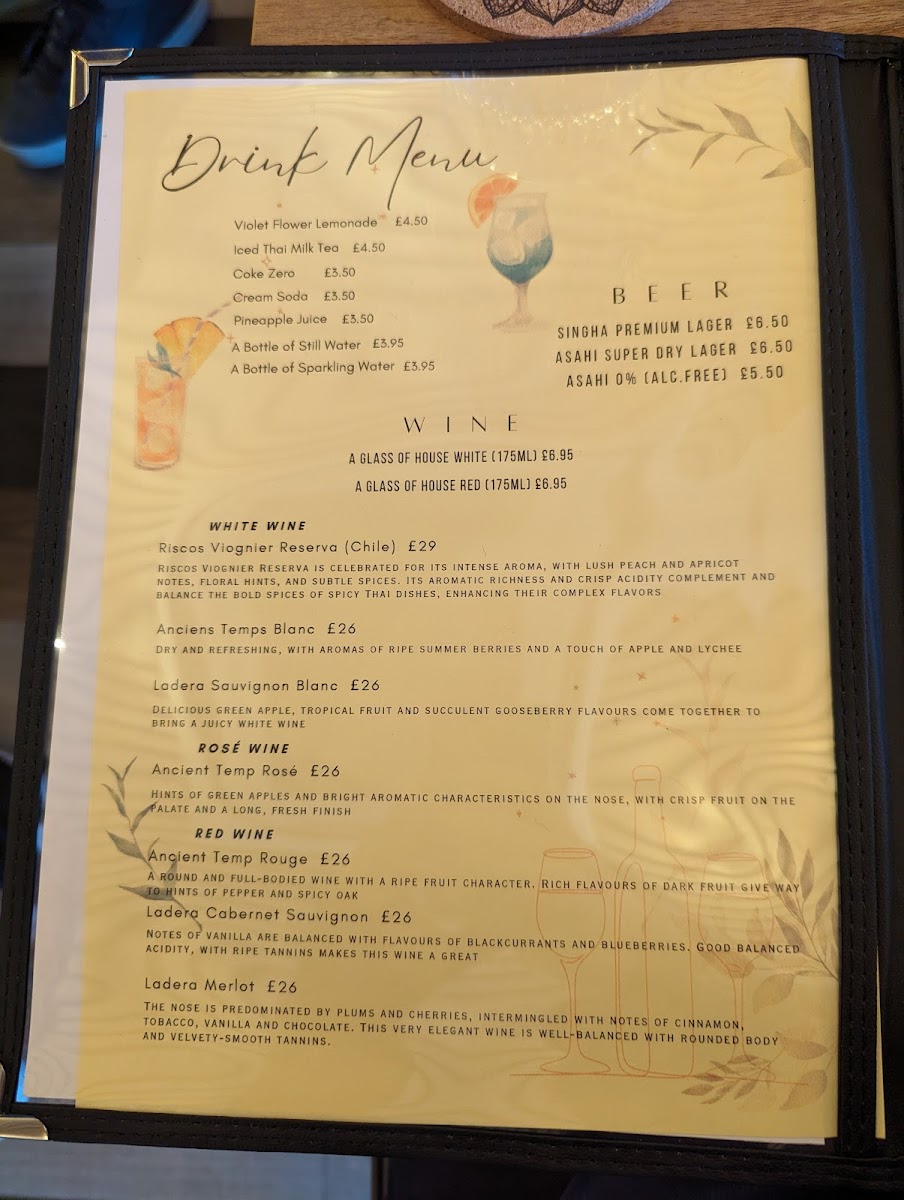 Drink Menu
Violet Flower Lemonade £4.50
Iced Thai Milk Tea £4.50
Coke Zero £3.50
Cream Soda £3.50
Pineapple Juice £3.50
A Bottle of Still Water £3.95
A Bottle of Sparkling Water £3.95
BEER
SINGHA PREMIUM LAGER £6.50
ASAHI SUPER DRY LAGER £6.50
ASAHI 0% (ALC.FREE) £5.50
WINE
A GLASS OF HOUSE WHITE (175ML) £6.95
A GLASS OF HOUSE RED (175ML) £6.95
WHITE WINE
Riscos Viognier Reserva (Chile) £29
RISCOS VIOGNIER RESERVA IS CELEBRATED FOR ITS INTENSE AROMA, WITH LUSH PEACH AND APRICOT
NOTES, FLORAL HINTS, AND SUBTLE SPICES. ITS AROMATIC RICHNESS AND CRISP ACIDITY COMPLEMENT AND
BALANCE THE BOLD SPICES OF SPICY THAI DISHES, ENHANCING THEIR COMPLEX FLAVORS
Anciens Temps Blanc £26
DRY AND REFRESHING, WITH AROMAS OF RIPE SUMMER BERRIES AND A TOUCH OF APPLE AND LYCHEE
Ladera Sauvignon Blanc £26
DELICIOUS GREEN APPLE, TROPICAL FRUIT AND SUCCULENT GOOSEBERRY FLAVOURS COME TOGETHER TO
BRING A JUICY WHITE WINE
ROSÉ WINE
Ancient Temp Rosé £26
HINTS OF GREEN APPLES AND BRIGHT AROMATIC CHARACTERISTICS ON THE NOSE, WITH CRISP FRUIT ON THE
PALATE AND A LONG, FRESH FINISH
RED WINE
Ancient Temp Rouge £26
A ROUND AND FULL-BODIED WINE WITH A RIPE FRUIT CHARACTER. RICH FLAVOURS OF DARK FRUIT GIVE WAY
TO HINTS OF PEPPER AND SPICY OAK
Ladera Cabernet Sauvignon £26
NOTES OF VANILLA ARE BALANCED WITH FLAVOURS OF BLACKCURRANTS AND BLUEBERRIES. GOOD BALANCED
ACIDITY, WITH RIPE TANNINS MAKES THIS WINE A GREAT
Ladera Merlot £26
THE NOSE IS PREDOMINATED BY PLUMS AND CHERRIES, INTERMINGLED WITH NOTES OF CINNAMON,
TOBACCO, VANILLA AND CHOCOLATE. THIS VERY ELEGANT WINE IS WELL-BALANCED WITH ROUNDED BODY
AND VELVETY-SMOOTH TANNINS.